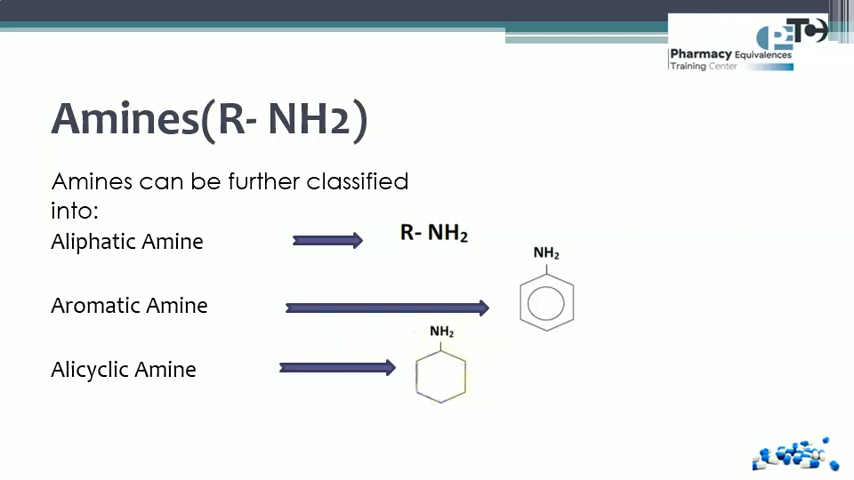 PETC
Pharmacy Equivalences
Training Center
Amines(R- NH2)
Amines can be further classified
into:
Aliphatic Amine
R- NH₂
NH₂
Aromatic Amine
NH₂
Alicyclic Amine